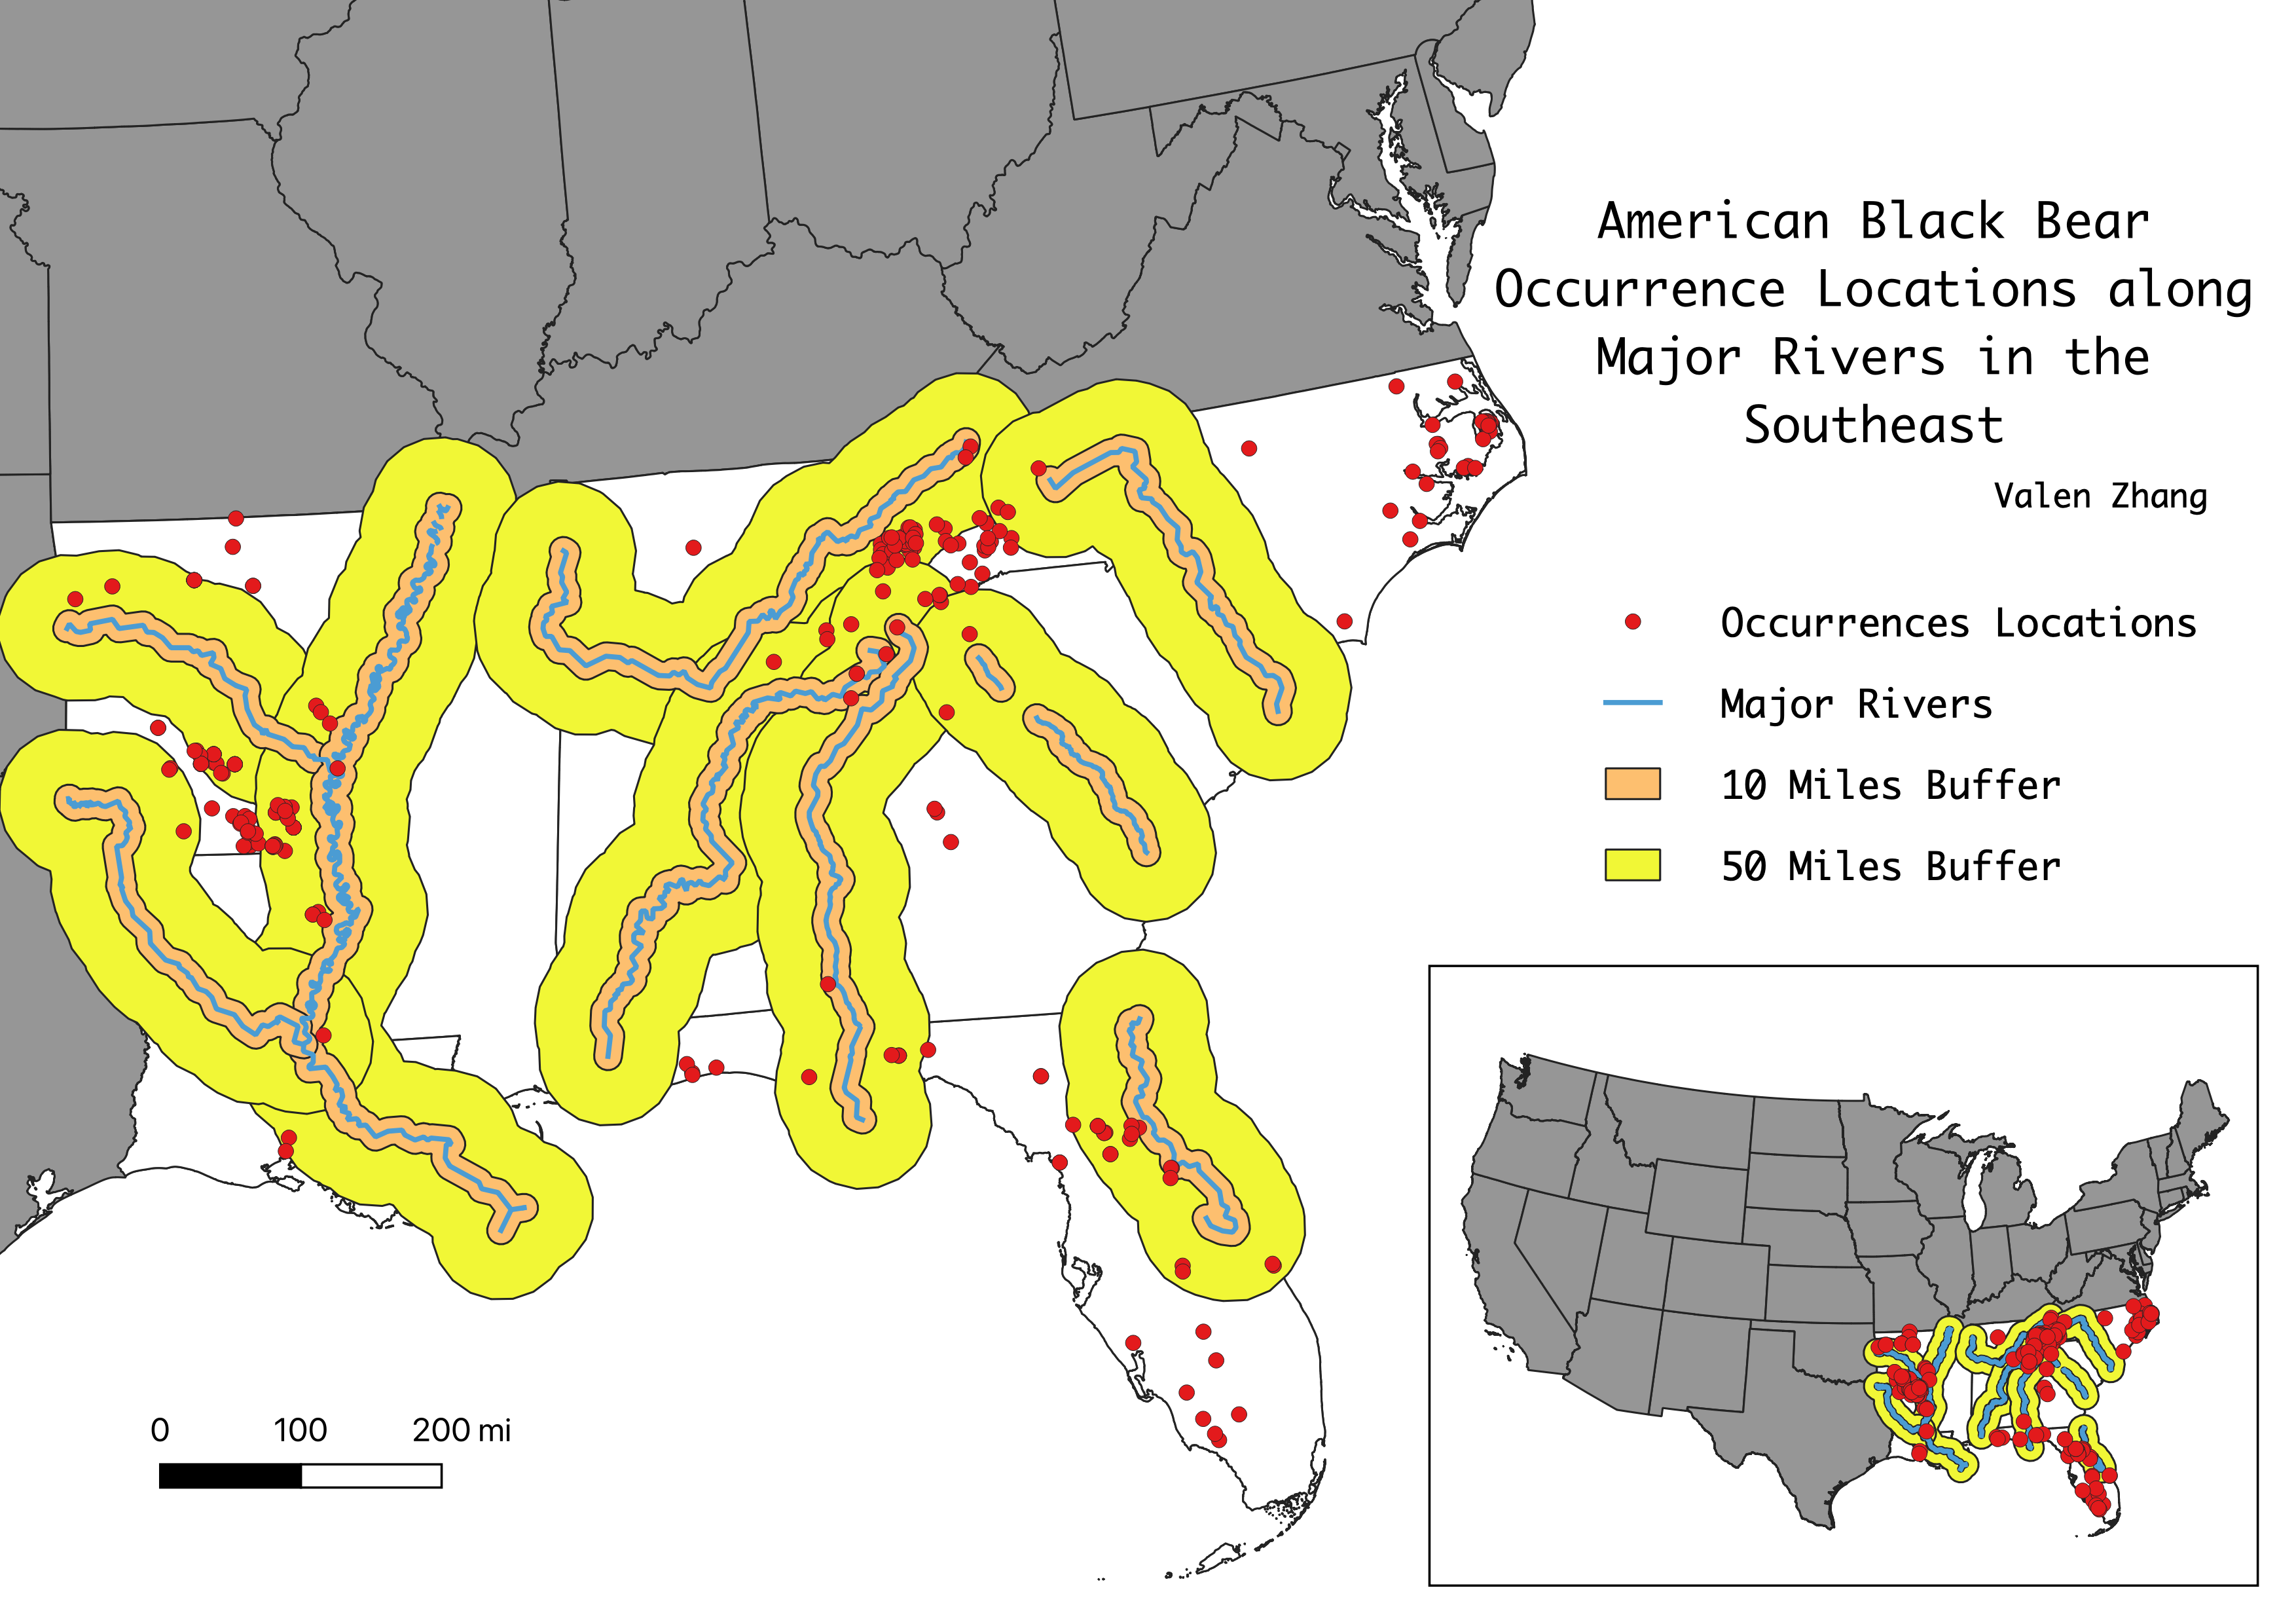 American Black Bear
Occurrence Locations along
Major Rivers in the
Southeast
Valen Zhang
Occurrences Locations
Major Rivers
10 Miles Buffer
50 Miles Buffer
0 100 200 mi